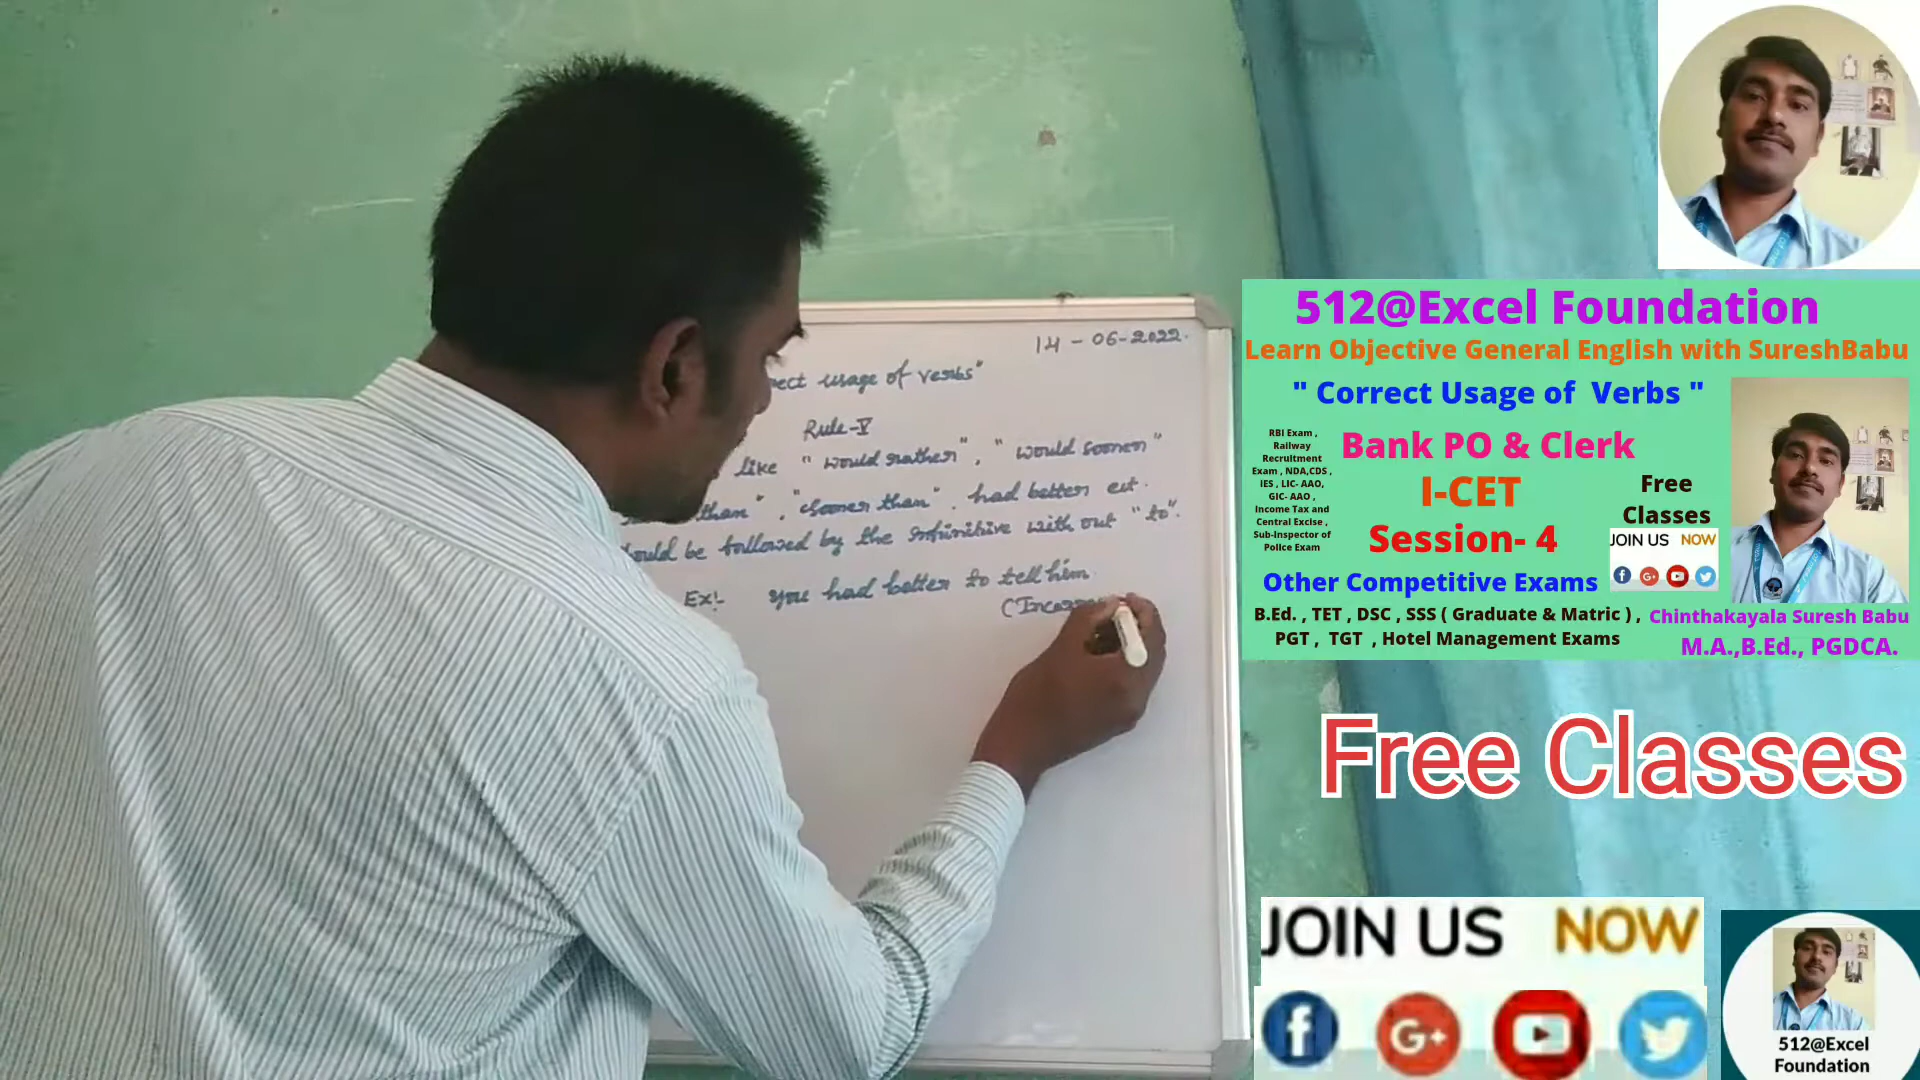 14-06-2022.
ect usage of verbs"
Rule-V
like "would rather", "would sooner"
than", "sooner than", had better ect.
ould be followed by the Infinitive with out "to".
Ex:- you had better to tell him.
(Incorre
512@Excel Foundation
Learn Objective General English with SureshBabu
" Correct Usage of Verbs "
RBI Exam ,
Railway
Recruitment
Exam , NDA,CDS ,
IES , LIC- AAO,
GIC- AAO ,
Income Tax and
Central Excise ,
Sub-Inspector of
Police Exam
Bank PO & Clerk
I-CET
Session- 4
Free
Classes
JOIN US NOW
Other Competitive Exams
B.Ed. , TET , DSC , SSS ( Graduate & Matric ) ,
PGT , TGT , Hotel Management Exams
Chinthakayala Suresh Babu
M.A.,B.Ed., PGDCA.
Free Classes
JOIN US NOW
f G+
512@Excel
Foundation